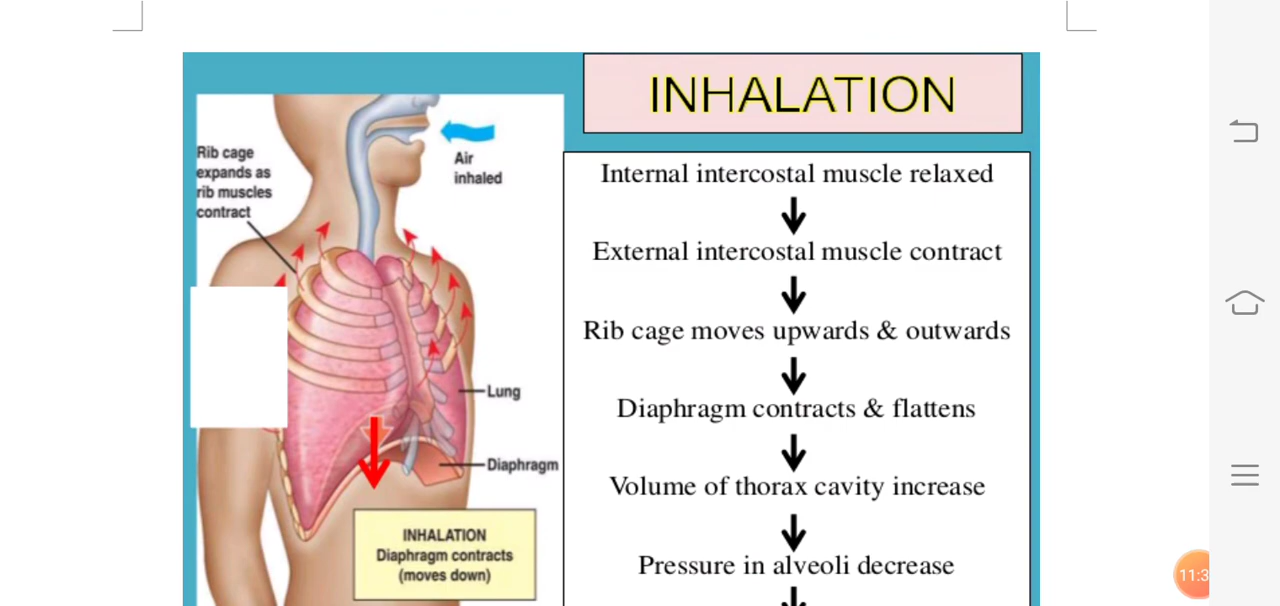 INHALATION
Rib cage
expands as
rib muscles
contract
Air
inhaled
Lung
Diaphragm
INHALATION
Diaphragm contracts
(moves down)
Internal intercostal muscle relaxed
External intercostal muscle contract
Rib cage moves upwards & outwards
Diaphragm contracts & flattens
Volume of thorax cavity increase
Pressure in alveoli decrease
11:3